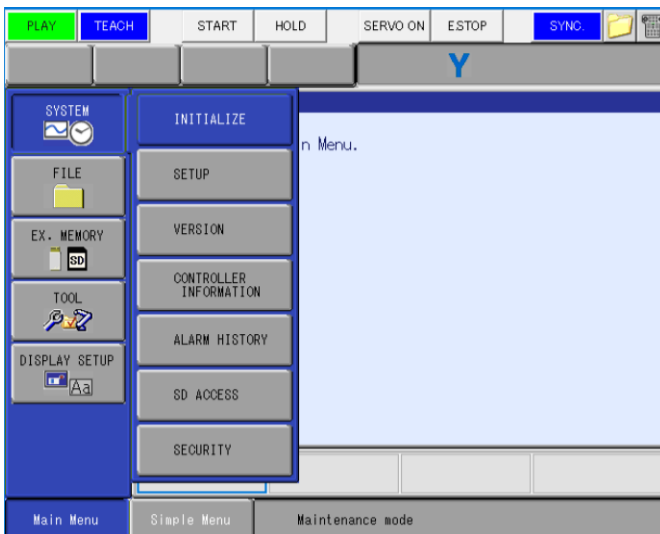 PLAY TEACH START HOLD SERVO ON E.STOP SYNC.
Y
SYSTEM
FILE
EX. MEMORY
SD
TOOL
DISPLAY SETUP
Aa
INITIALIZE
SETUP
VERSION
CONTROLLER
INFORMATION
ALARM HISTORY
SD ACCESS
SECURITY
n Menu.
Main Menu Simple Menu Maintenance mode